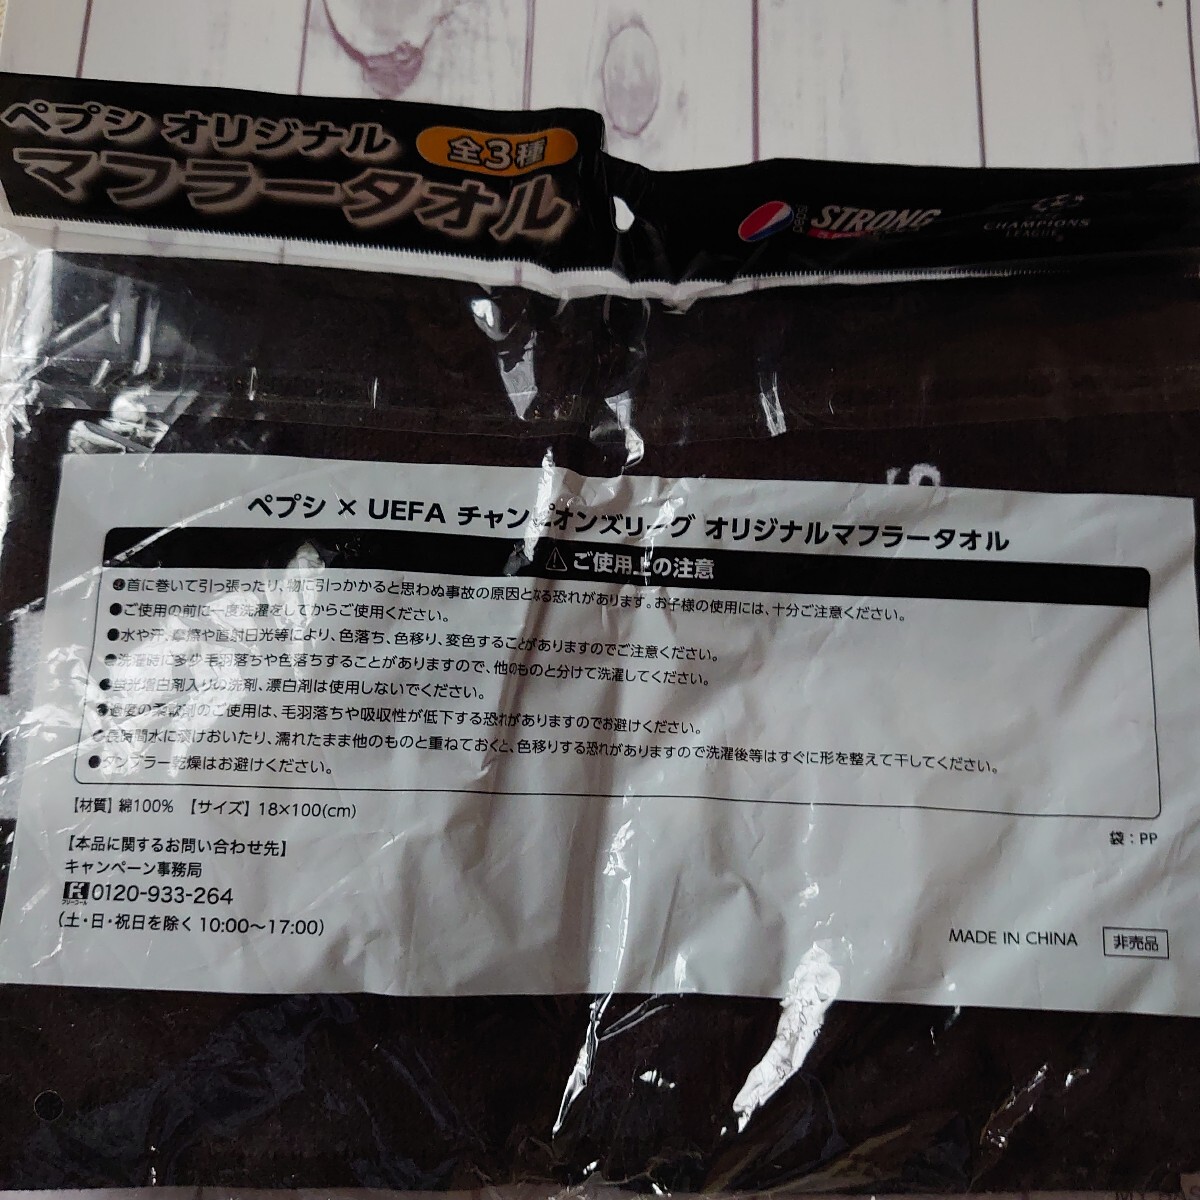 ペプシ オリジナル
全3種
マフラータオル
STRONG
CHAMPIONS
LEAGUE®
ペプシ × UEFA チャンピオンズリーグ オリジナルマフラータオル
⚠ ご使用上の注意
●首に巻いて引っ張ったり、物に引っかかると思わぬ事故の原因となる恐れがあります。お子様の使用には、十分ご注意ください。
●ご使用の前に一度洗濯をしてからご使用ください。
●水や汗、摩擦や直射日光等により、色落ち、色移り、変色することがありますのでご注意ください。
●洗濯時に多少毛羽落ちや色落ちすることがありますので、他のものと分けて洗濯してください。
●蛍光増白剤入りの洗剤、漂白剤は使用しないでください。
●過度の柔軟剤のご使用は、毛羽落ちや吸収性が低下する恐れがありますのでお避けください。
●長時間水に漬けおいたり、濡れたまま他のものと重ねておくと、色移りする恐れがありますので洗濯後等はすぐに形を整えて干してください。
●タンブラー乾燥はお避けください。
【材質】綿100% 【サイズ】18×100(cm)
袋：PP
【本品に関するお問い合わせ先】
キャンペーン事務局
フリーコール 0120-933-264
(土・日・祝日を除く 10:00～17:00)
MADE IN CHINA 非売品